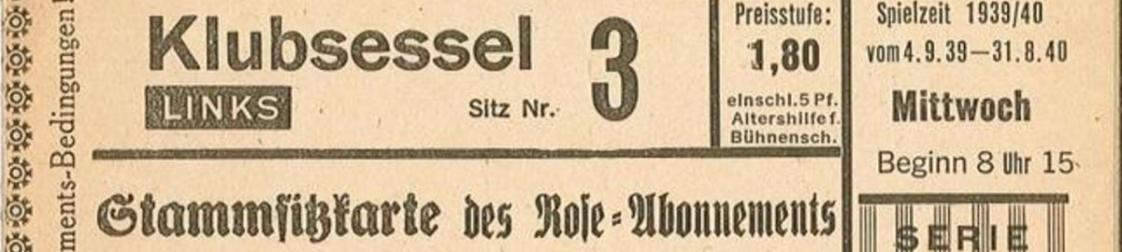 ments-Bedingungen!
Klubsessel
LINKS
Sitz Nr. 3
Preisstufe:
1,80
einschl. 5 Pf.
Altershilfe f.
Bühnensch.
Spielzeit 1939/40
vom 4.9.39—31.8.40
Mittwoch
Beginn 8 Uhr 15
Stammsitzkarte des Rose-Abonnements
SERIE